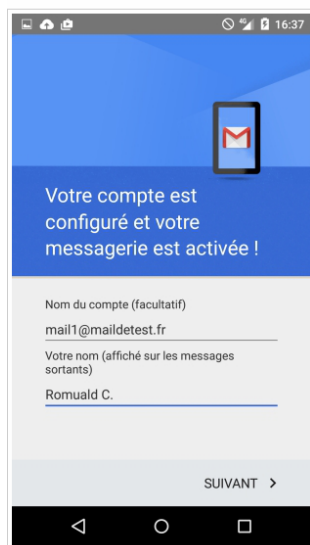 16:37
Votre compte est
configuré et votre
messagerie est activée !
Nom du compte (facultatif)
mail1@maildetest.fr
Votre nom (affiché sur les messages
sortants)
Romuald C.
SUIVANT